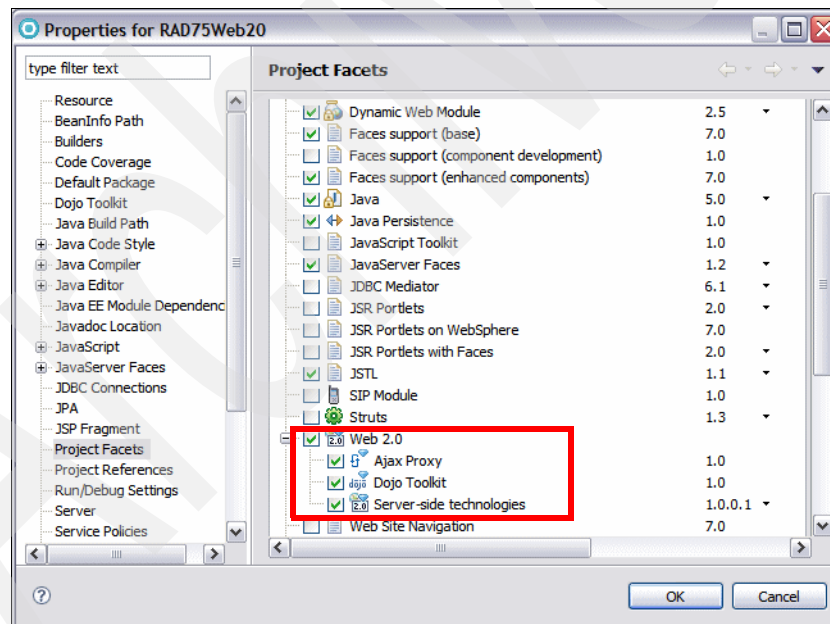 Properties for RAD75Web20
type filter text
Resource
BeanInfo Path
Builders
Code Coverage
Default Package
Dojo Toolkit
Java Build Path
Java Code Style
Java Compiler
Java Editor
Java EE Module Dependenc
Javadoc Location
JavaScript
JavaServer Faces
JDBC Connections
JPA
JSP Fragment
Project Facets
Project References
Run/Debug Settings
Server
Service Policies
Project Facets
Dynamic Web Module 2.5
Faces support (base) 7.0
Faces support (component development) 1.0
Faces support (enhanced components) 7.0
Java 5.0
Java Persistence 1.0
JavaScript Toolkit 1.0
JavaServer Faces 1.2
JDBC Mediator 6.1
JSR Portlets 2.0
JSR Portlets on WebSphere 7.0
JSR Portlets with Faces 2.0
JSTL 1.1
SIP Module 1.0
Struts 1.3
2.0 Web 2.0
Ajax Proxy 1.0
dojo Dojo Toolkit 1.0
2.0 Server-side technologies 1.0.0.1
Web Site Navigation 7.0
?
OK
Cancel